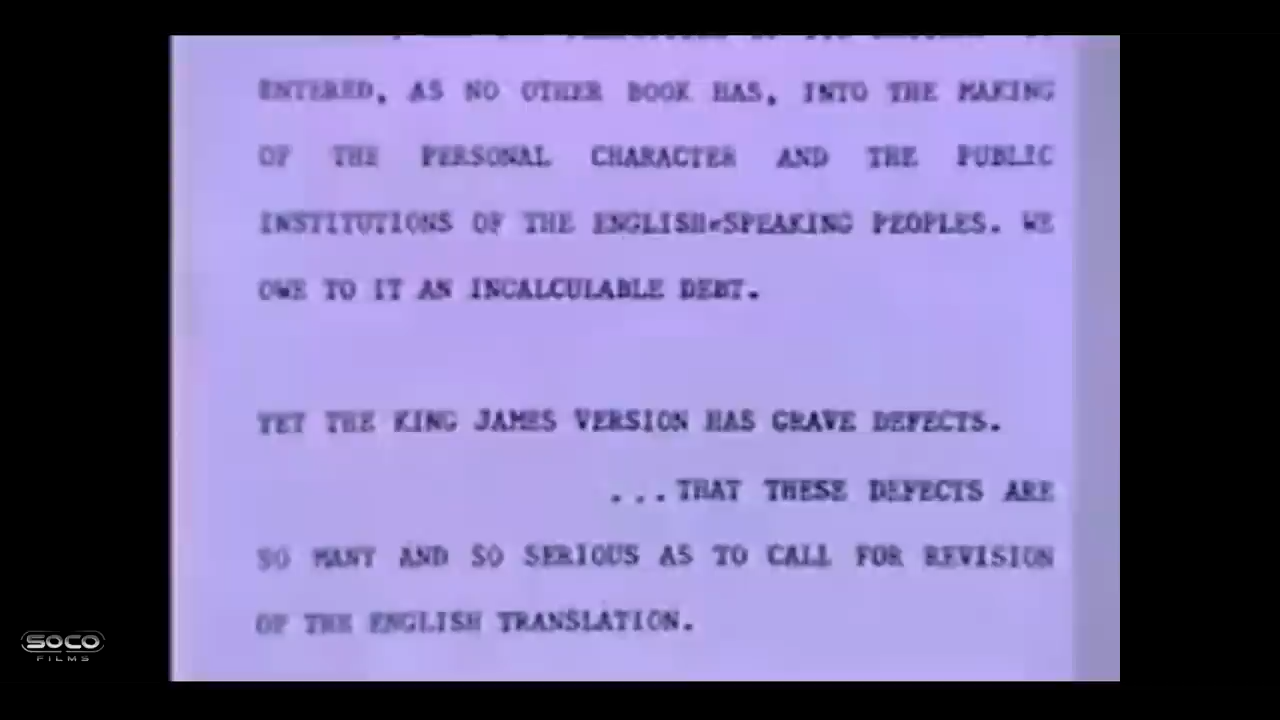 ENTERED, AS NO OTHER BOOK HAS, INTO THE MAKING
OF THE PERSONAL CHARACTER AND THE PUBLIC
INSTITUTIONS OF THE ENGLISH-SPEAKING PEOPLES. WE
OWE TO IT AN INCALCULABLE DEBT.
YET THE KING JAMES VERSION HAS GRAVE DEFECTS.
...THAT THESE DEFECTS ARE
SO MANY AND SO SERIOUS AS TO CALL FOR REVISION
OF THE ENGLISH TRANSLATION.
SOCO
FILMS